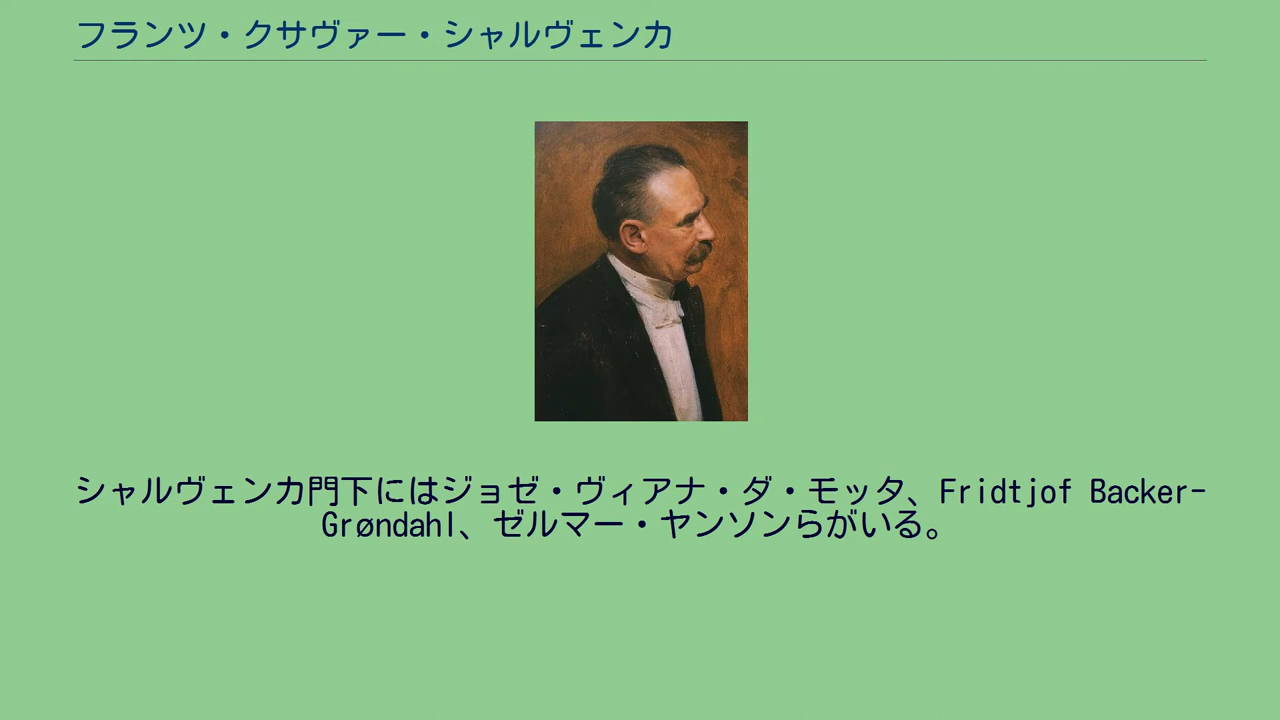 フランツ・クサヴァー・シャルヴェンカ
シャルヴェンカ門下にはジョゼ・ヴィアナ・ダ・モッタ、Fridtjof Backer-
Grøndahl、ゼルマー・ヤンソンらがいる。